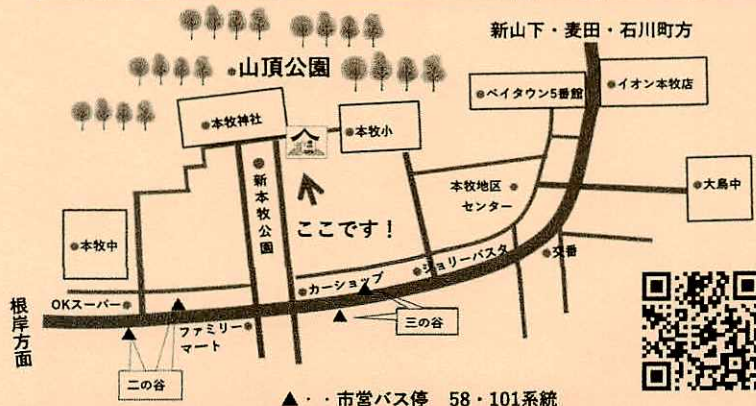 新山下・麦田・石川町方
山頂公園
ベイタウン5番館
イオン本牧店
本牧神社
本牧小
新本牧公園
ここです！
本牧地区
センター
大鳥中
本牧中
ジョリーパスタ
交番
カーショップ
OKスーパー
ファミリー
マート
三の谷
根岸方面
二の谷
▲・・市営バス停 58・101系統